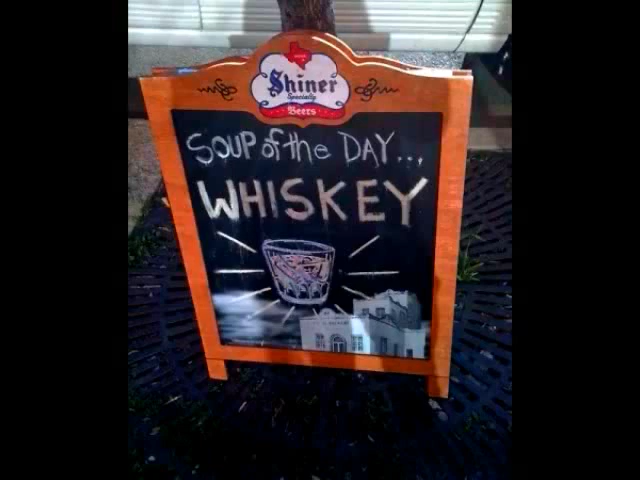 Shiner
Specialty
Beers
SOUP of the DAY...
WHISKEY